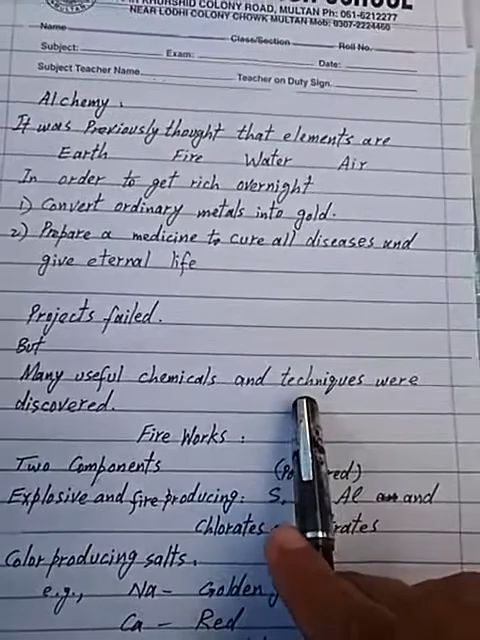 SCHOOL
KHURSHID COLONY ROAD, MULTAN Ph: 061-6212277
NEAR LODHI COLONY CHOWK MULTAN Mob: 0307-2224460
Name
Class/Section Roll No.
Subject: Exam: Date:
Subject Teacher Name Teacher on Duty Sign.
Alchemy.
It was Previously thought that elements are
Earth Fire Water Air
In order to get rich overnight
1) Convert ordinary metals into gold.
2) Prepare a medicine to cure all diseases and
give eternal life
Projects failed.
But
Many useful chemicals and techniques were
discovered.
Fire Works :
Two Components
Explosive and fire producing: S, Al and
Chlorates
Color producing salts.
e.g., Na - Golden
Ca - Red